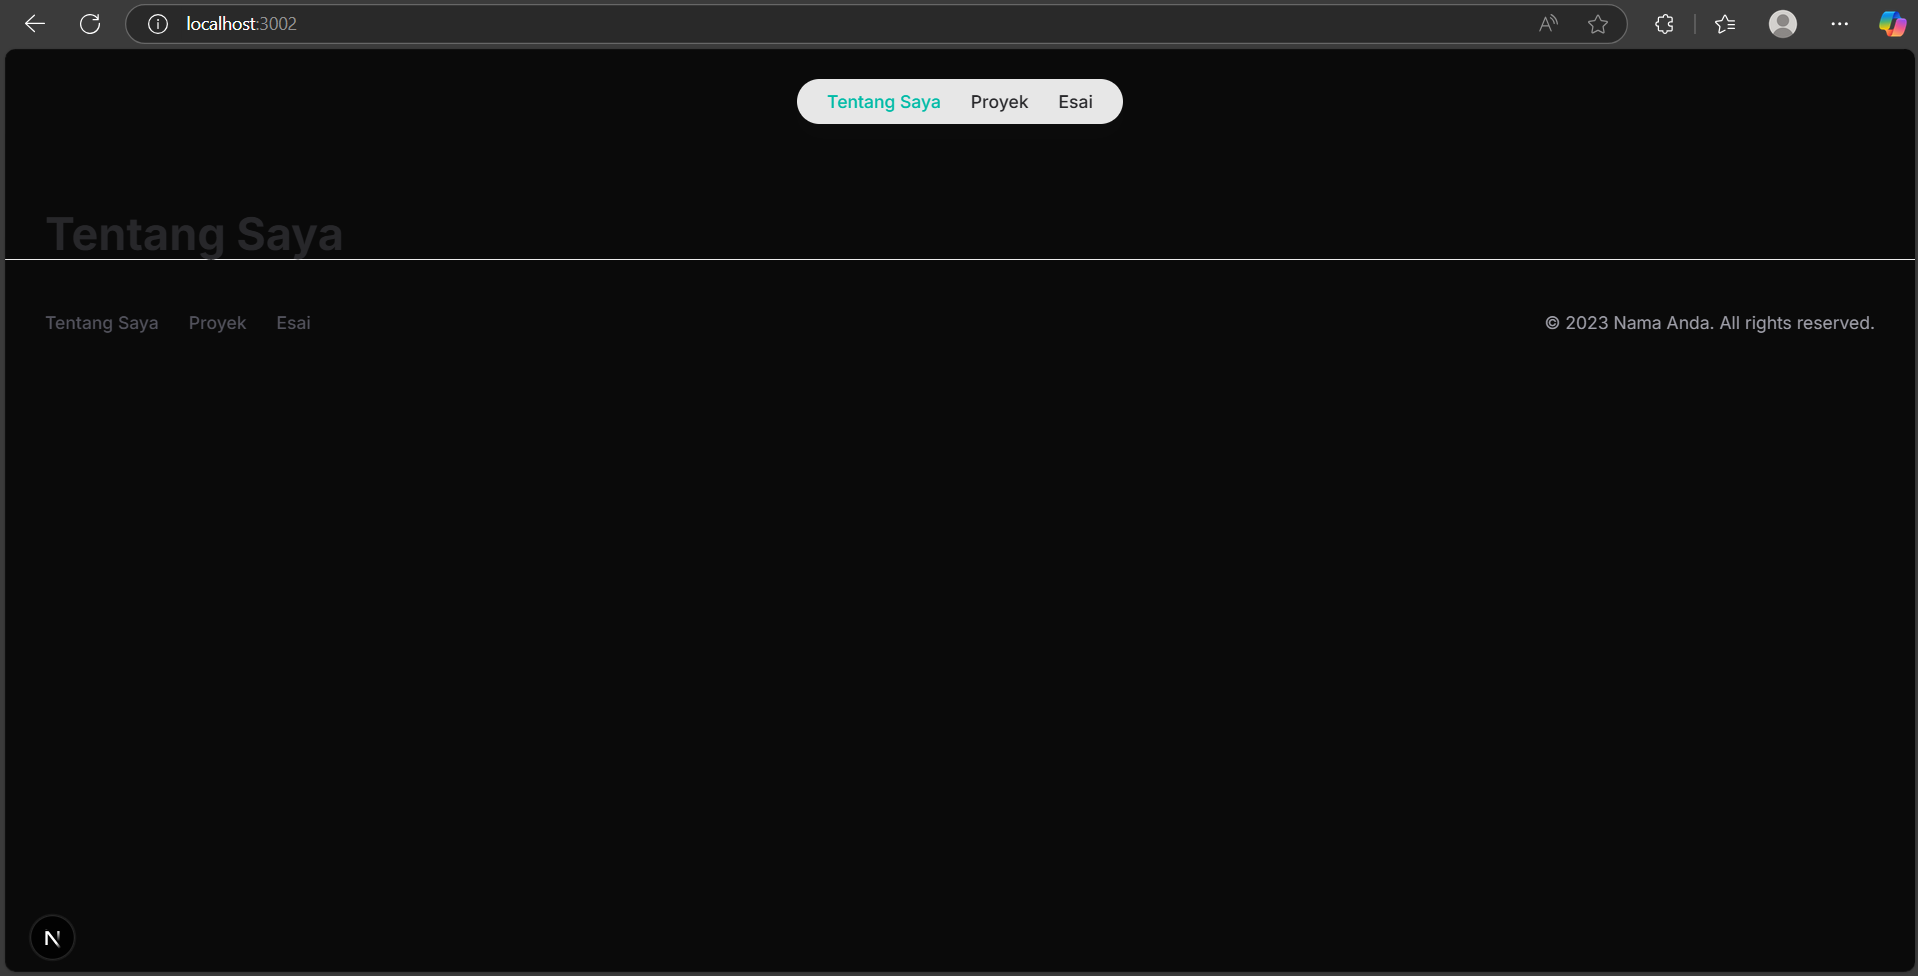 localhost:3002
Tentang Saya Proyek Esai
Tentang Saya
Tentang Saya Proyek Esai
© 2023 Nama Anda. All rights reserved.
N